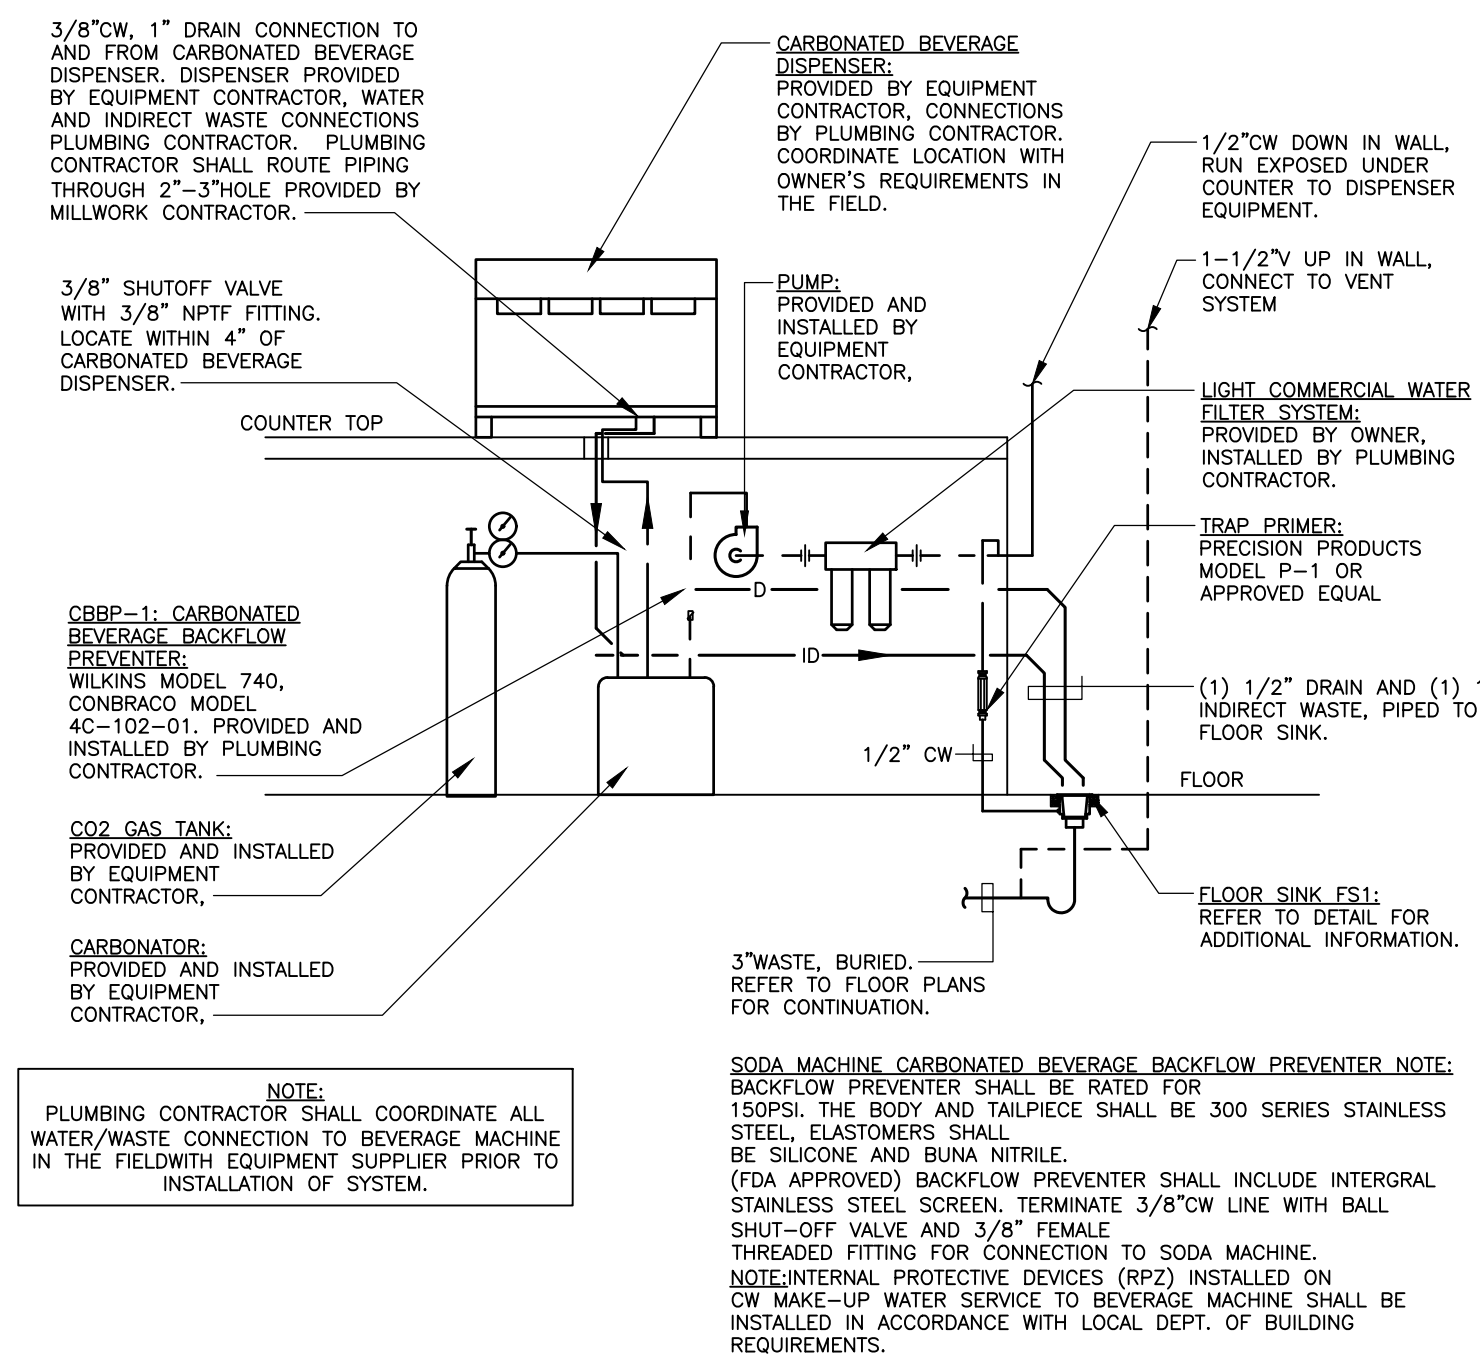 3/8"CW, 1" DRAIN CONNECTION TO
AND FROM CARBONATED BEVERAGE
DISPENSER. DISPENSER PROVIDED
BY EQUIPMENT CONTRACTOR, WATER
AND INDIRECT WASTE CONNECTIONS
PLUMBING CONTRACTOR. PLUMBING
CONTRACTOR SHALL ROUTE PIPING
THROUGH 2"-3"HOLE PROVIDED BY
MILLWORK CONTRACTOR.
CARBONATED BEVERAGE
DISPENSER:
PROVIDED BY EQUIPMENT
CONTRACTOR, CONNECTIONS
BY PLUMBING CONTRACTOR.
COORDINATE LOCATION WITH
OWNER'S REQUIREMENTS IN
THE FIELD.
1/2"CW DOWN IN WALL,
RUN EXPOSED UNDER
COUNTER TO DISPENSER
EQUIPMENT.
1-1/2"V UP IN WALL,
CONNECT TO VENT
SYSTEM
3/8" SHUTOFF VALVE
WITH 3/8" NPTF FITTING.
LOCATE WITHIN 4" OF
CARBONATED BEVERAGE
DISPENSER.
PUMP:
PROVIDED AND
INSTALLED BY
EQUIPMENT
CONTRACTOR,
LIGHT COMMERCIAL WATER
FILTER SYSTEM:
PROVIDED BY OWNER,
INSTALLED BY PLUMBING
CONTRACTOR.
COUNTER TOP
TRAP PRIMER:
PRECISION PRODUCTS
MODEL P-1 OR
APPROVED EQUAL
D
ID
CBBP-1: CARBONATED
BEVERAGE BACKFLOW
PREVENTER:
WILKINS MODEL 740,
CONBRACO MODEL
4C-102-01. PROVIDED AND
INSTALLED BY PLUMBING
CONTRACTOR.
(1) 1/2" DRAIN AND (1) 1
INDIRECT WASTE, PIPED TO
FLOOR SINK.
1/2" CW
FLOOR
CO2 GAS TANK:
PROVIDED AND INSTALLED
BY EQUIPMENT
CONTRACTOR,
FLOOR SINK FS1:
REFER TO DETAIL FOR
ADDITIONAL INFORMATION.
CARBONATOR:
PROVIDED AND INSTALLED
BY EQUIPMENT
CONTRACTOR,
3"WASTE, BURIED.
REFER TO FLOOR PLANS
FOR CONTINUATION.
NOTE:
PLUMBING CONTRACTOR SHALL COORDINATE ALL
WATER/WASTE CONNECTION TO BEVERAGE MACHINE
IN THE FIELDWITH EQUIPMENT SUPPLIER PRIOR TO
INSTALLATION OF SYSTEM.
SODA MACHINE CARBONATED BEVERAGE BACKFLOW PREVENTER NOTE:
BACKFLOW PREVENTER SHALL BE RATED FOR
150PSI. THE BODY AND TAILPIECE SHALL BE 300 SERIES STAINLESS
STEEL, ELASTOMERS SHALL
BE SILICONE AND BUNA NITRILE.
(FDA APPROVED) BACKFLOW PREVENTER SHALL INCLUDE INTERGRAL
STAINLESS STEEL SCREEN. TERMINATE 3/8"CW LINE WITH BALL
SHUT-OFF VALVE AND 3/8" FEMALE
THREADED FITTING FOR CONNECTION TO SODA MACHINE.
NOTE:INTERNAL PROTECTIVE DEVICES (RPZ) INSTALLED ON
CW MAKE-UP WATER SERVICE TO BEVERAGE MACHINE SHALL BE
INSTALLED IN ACCORDANCE WITH LOCAL DEPT. OF BUILDING
REQUIREMENTS.